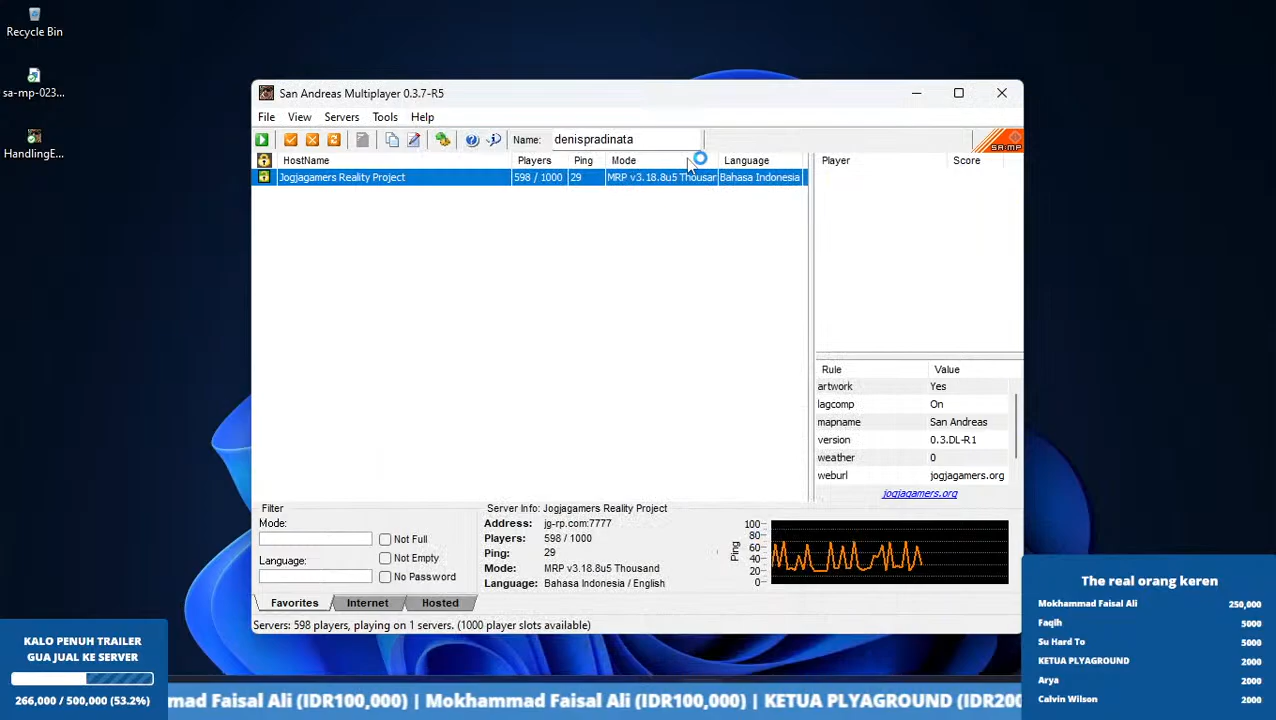 Recycle Bin
sa-mp-023...
HandlingE...
San Andreas Multiplayer 0.3.7-R5
File View Servers Tools Help
Name: denispradinata
SA:MP
HostName Players Ping Mode Language
Jogjagamers Reality Project 598 / 1000 29 MRP v3.18.8u5 Thousan Bahasa Indonesia
Player Score
Rule Value
artwork Yes
lagcomp On
mapname San Andreas
version 0.3.DL-R1
weather 0
weburl jogjagamers.org
jogjagamers.org
Filter
Mode:
Not Full
Language:
Not Empty
No Password
Server Info: Jogjagamers Reality Project
Address: jg-rp.com:7777
Players: 598 / 1000
Ping: 29
Mode: MRP v3.18.8u5 Thousand
Language: Bahasa Indonesia / English
Ping
100
80
60
40
20
0
Favorites Internet Hosted
Servers: 598 players, playing on 1 servers. (1000 player slots available)
KALO PENUH TRAILER
GUA JUAL KE SERVER
266,000 / 500,000 (53.2%)
The real orang keren
Mokhammad Faisal Ali 250,000
Faqih 5000
Su Hard To 5000
KETUA PLYAGROUND 2000
Arya 2000
Calvin Wilson 2000
mad Faisal Ali (IDR100,000) | Mokhammad Faisal Ali (IDR100,000) | KETUA PLYAGROUND (IDR200